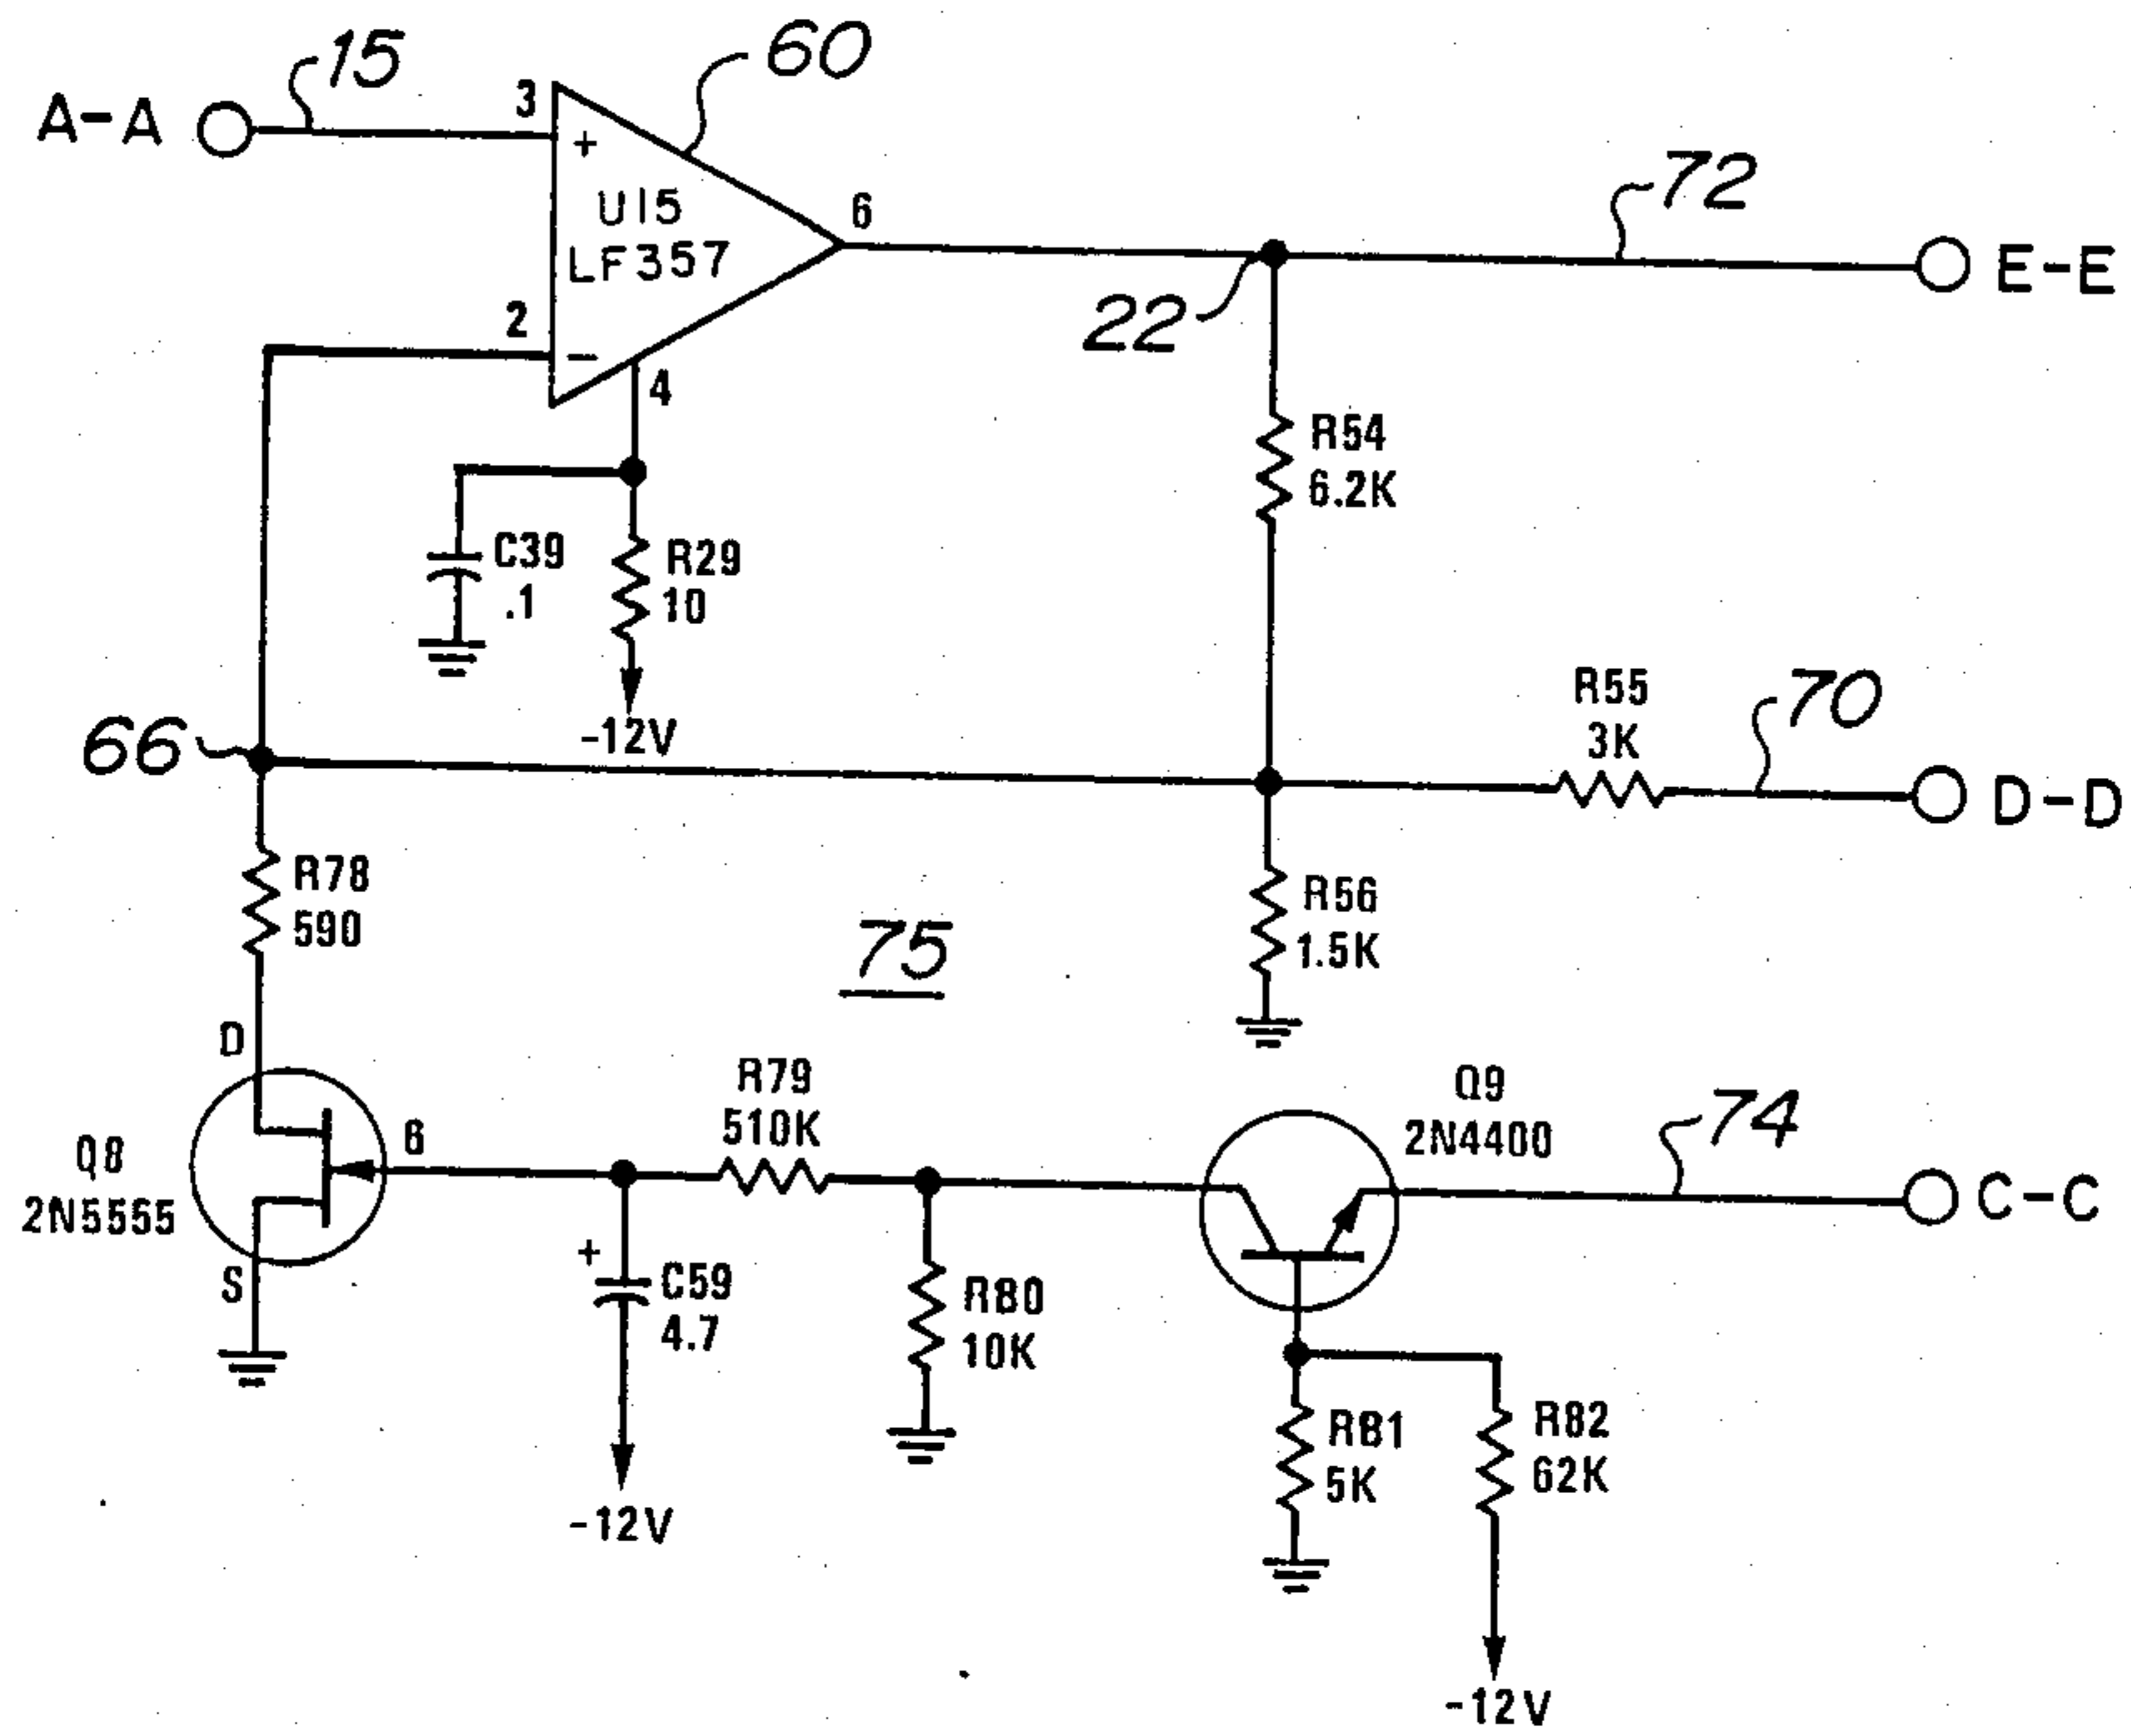 15
60
A-A
3
+
U15
LF357
6
72
E-E
22
2
−
4
R54
6.2K
C39
.1
R29
10
-12V
66
R55
3K
70
D-D
R78
590
R56
1.5K
75
D
R79
510K
Q9
2N4400
74
Q8
2N5555
G
C-C
S
+
C59
4.7
R80
10K
R81
5K
R82
62K
-12V
-12V